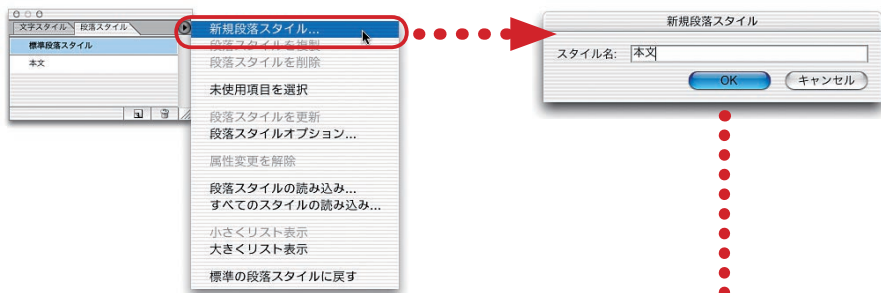 文字スタイル 段落スタイル
標準段落スタイル
本文
新規段落スタイル...
段落スタイルを複製
段落スタイルを削除
未使用項目を選択
段落スタイルを更新
段落スタイルオプション...
属性変更を解除
段落スタイルの読み込み...
すべてのスタイルの読み込み...
小さくリスト表示
大きくリスト表示
標準の段落スタイルに戻す
新規段落スタイル
スタイル名: 本文
OK キャンセル